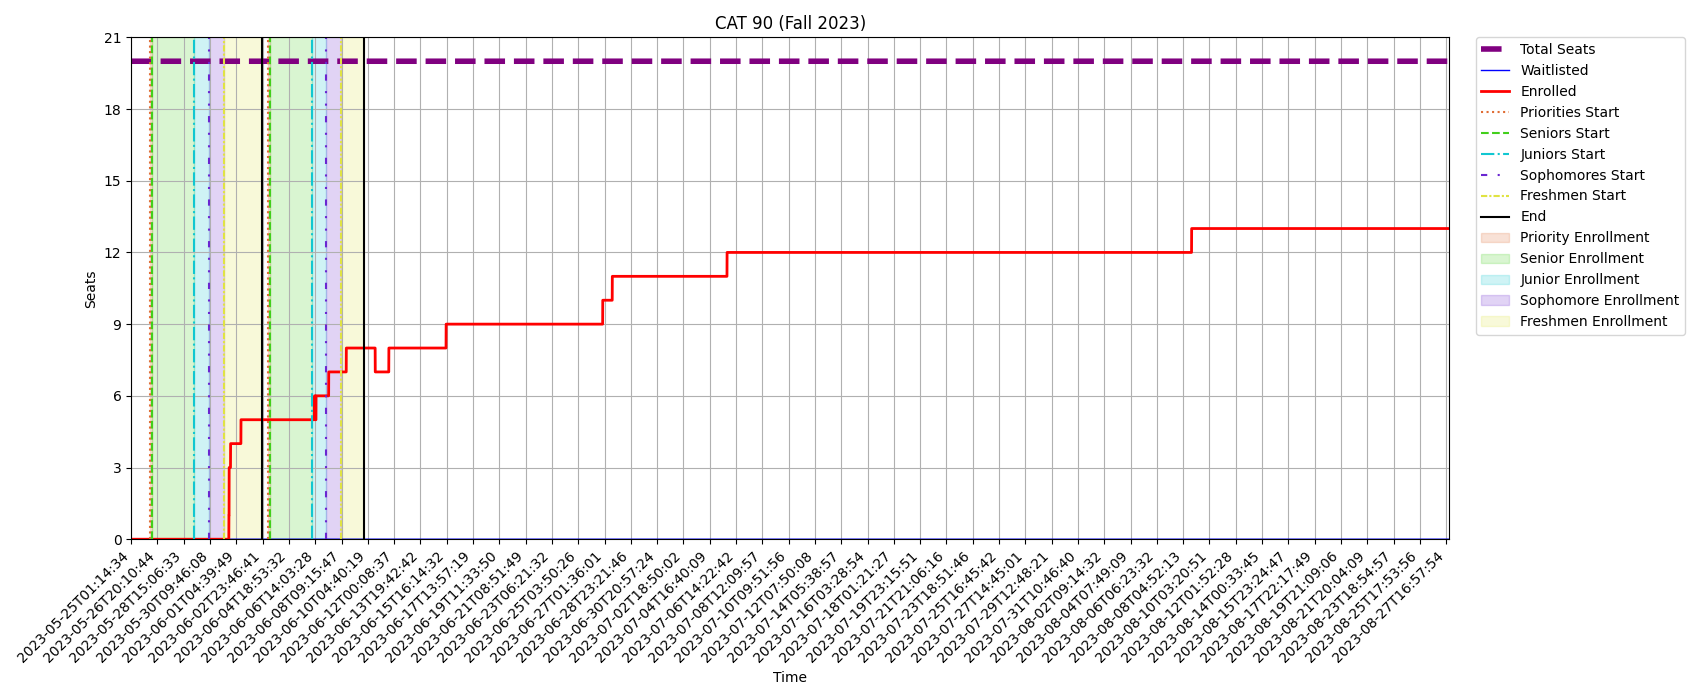 CAT 90 (Fall 2023)
21
18
15
12
9
6
3
0
Seats
2023-05-25T01:14:34
2023-05-26T20:10:44
2023-05-28T15:06:33
2023-05-30T09:46:08
2023-06-01T04:39:49
2023-06-02T23:46:41
2023-06-04T18:53:32
2023-06-06T14:03:28
2023-06-08T09:15:47
2023-06-10T04:40:19
2023-06-12T00:08:37
2023-06-13T19:42:42
2023-06-15T16:14:32
2023-06-17T13:57:19
2023-06-19T11:33:50
2023-06-21T08:51:49
2023-06-23T06:21:32
2023-06-25T03:50:26
2023-06-27T01:36:01
2023-06-28T23:21:46
2023-06-30T20:57:24
2023-07-02T18:50:02
2023-07-04T16:40:09
2023-07-06T14:22:42
2023-07-08T12:09:57
2023-07-10T09:51:56
2023-07-12T07:50:08
2023-07-14T05:38:57
2023-07-16T03:28:54
2023-07-18T01:21:27
2023-07-19T23:15:51
2023-07-21T21:06:16
2023-07-23T18:51:46
2023-07-25T16:45:42
2023-07-27T14:45:01
2023-07-29T12:48:21
2023-07-31T10:46:40
2023-08-02T09:14:32
2023-08-04T07:49:09
2023-08-06T06:23:32
2023-08-08T04:52:13
2023-08-10T03:20:51
2023-08-12T01:52:28
2023-08-14T00:33:45
2023-08-15T23:24:47
2023-08-17T22:17:49
2023-08-19T21:09:06
2023-08-21T20:04:09
2023-08-23T18:54:57
2023-08-25T17:53:56
2023-08-27T16:57:54
Time
Total Seats
Waitlisted
Enrolled
Priorities Start
Seniors Start
Juniors Start
Sophomores Start
Freshmen Start
End
Priority Enrollment
Senior Enrollment
Junior Enrollment
Sophomore Enrollment
Freshmen Enrollment